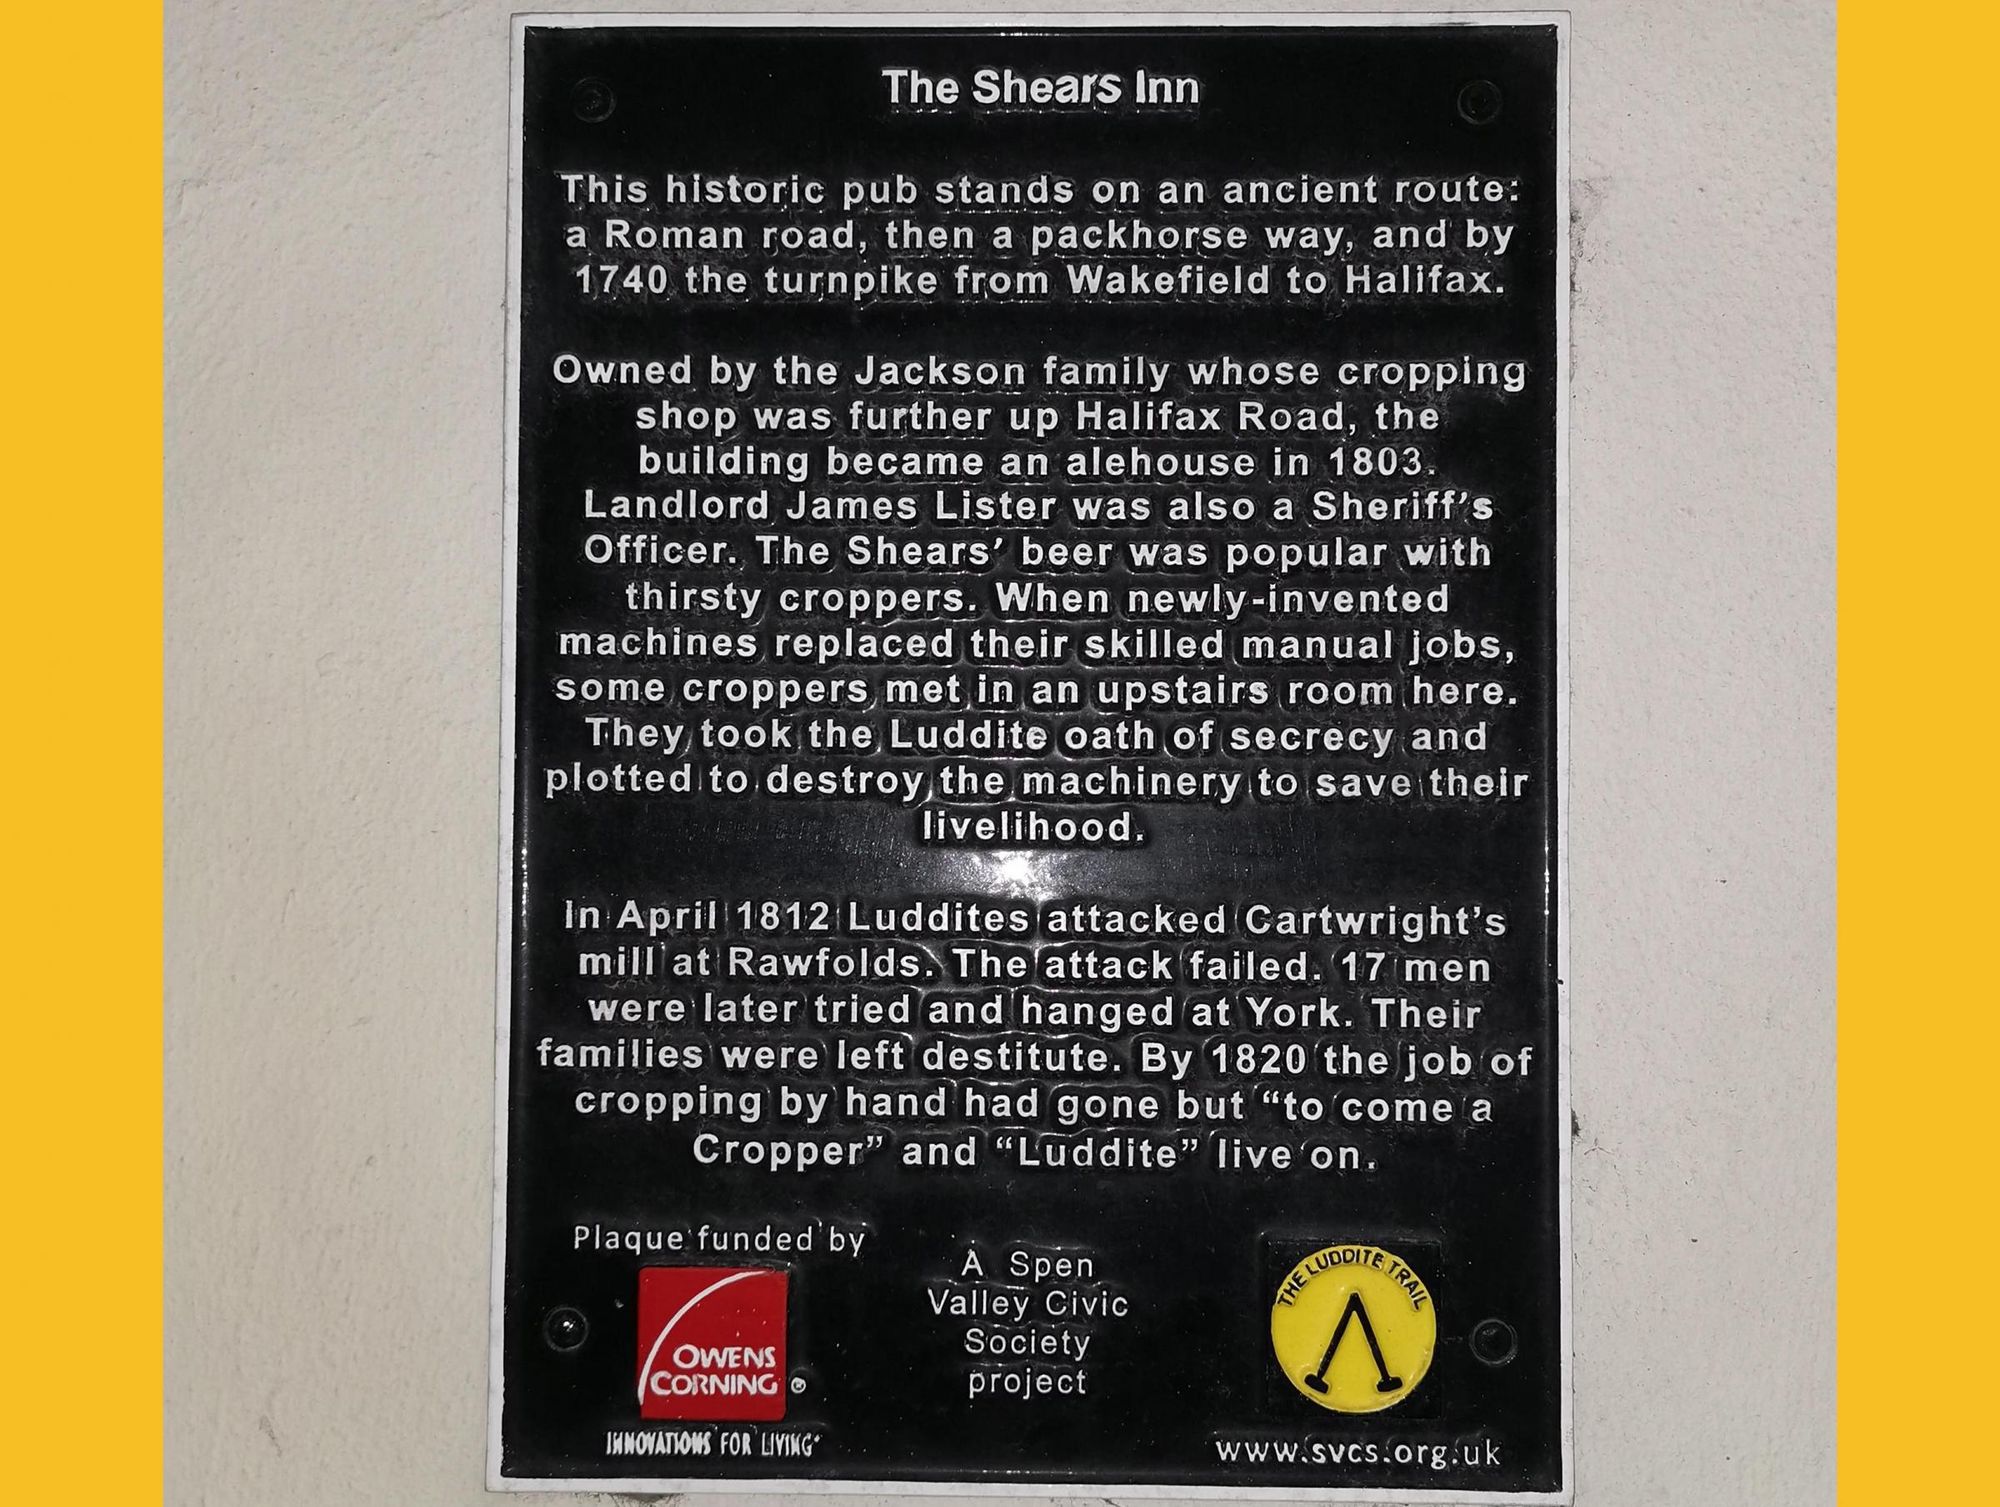 The Shears Inn
This historic pub stands on an ancient route:
a Roman road, then a packhorse way, and by
1740 the turnpike from Wakefield to Halifax.
Owned by the Jackson family whose cropping
shop was further up Halifax Road, the
building became an alehouse in 1803.
Landlord James Lister was also a Sheriff's
Officer. The Shears' beer was popular with
thirsty croppers. When newly-invented
machines replaced their skilled manual jobs,
some croppers met in an upstairs room here.
They took the Luddite oath of secrecy and
plotted to destroy the machinery to save their
livelihood.
In April 1812 Luddites attacked Cartwright's
mill at Rawfolds. The attack failed. 17 men
were later tried and hanged at York. Their
families were left destitute. By 1820 the job of
cropping by hand had gone but “to come a
Cropper” and “Luddite” live on.
Plaque funded by
OWENS
CORNING ®
INNOVATIONS FOR LIVING®
A Spen
Valley Civic
Society
project
THE LUDDITE TRAIL
www.svcs.org.uk